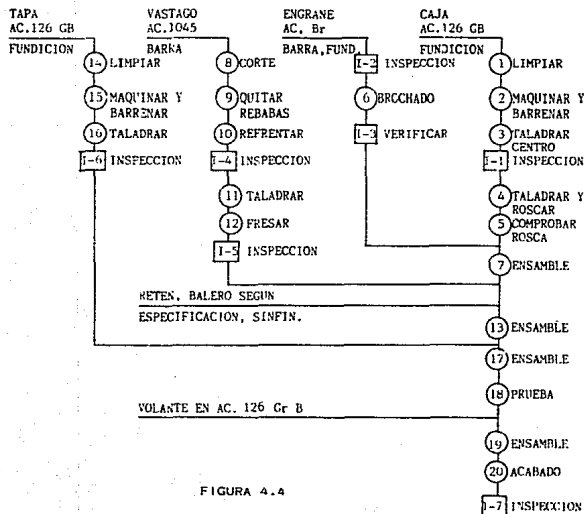 TAPA
AC.126 GB
FUNDICION
14 LIMPIAR
15 MAQUINAR Y
BARRENAR
16 TALADRAR
I-6 INSPECCION
VASTAGO
AC.1045
BARRA
8 CORTE
9 QUITAR
REBABAS
10 REFRENTAR
I-4 INSPECCION
11 TALADRAR
12 FRESAR
I-5 INSPECCION
ENGRANE
AC, Br
BARRA,FUND.
I-2 INSPECCION
6 BROCHADO
I-3 VERIFICAR
CAJA
AC.126 GB
FUNDICION
1 LIMPIAR
2 MAQUINAR Y
BARRENAR
3 TALADRAR
CENTRO
I-1 INSPECCION
4 TALADRAR Y
ROSCAR
5 COMPROBAR
ROSCA
7 ENSAMBLE
RETEN, BALERO SEGUN
ESPECIFICACION, SINFIN.
13 ENSAMBLE
17 ENSAMBLE
18 PRUEBA
VOLANTE EN AC. 126 Gr B
19 ENSAMBLE
20 ACABADO
I-7 INSPECCION
FIGURA 4.4